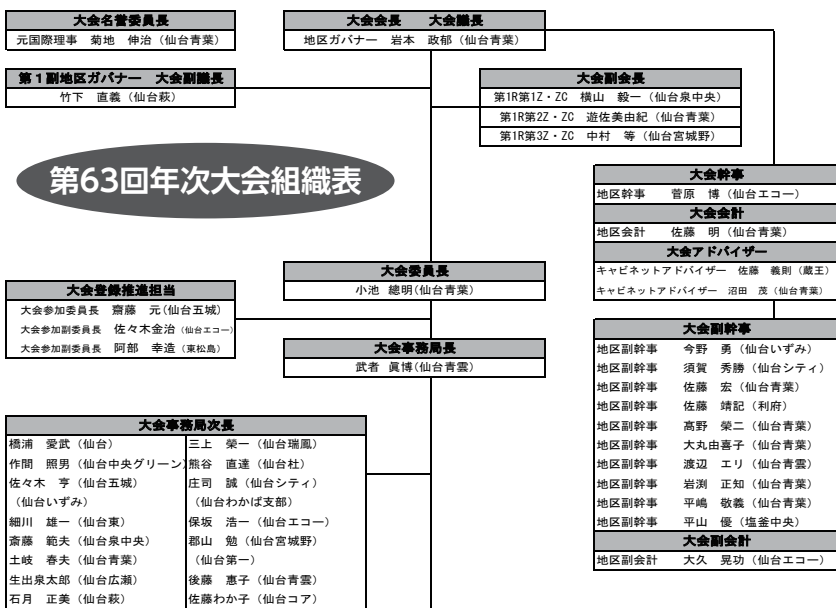 大会名誉委員長
元国際理事 菊地 伸治（仙台青葉）
大会会長 大会議長
地区ガバナー 岩本 政郁（仙台青葉）
第1副地区ガバナー 大会副議長
竹下 直義（仙台萩）
大会副会長
第1R第1Z・ZC 横山 毅一（仙台泉中央）
第1R第2Z・ZC 遊佐美由紀（仙台青葉）
第1R第3Z・ZC 中村 等（仙台宮城野）
第63回年次大会組織表
大会幹事
地区幹事 菅原 博（仙台エコー）
大会会計
地区会計 佐藤 明（仙台青葉）
大会アドバイザー
キャビネットアドバイザー 佐藤 義則（蔵王）
キャビネットアドバイザー 沼田 茂（仙台青葉）
大会委員長
小池 總明(仙台青葉)
大会登録推進担当
大会参加委員長 齋藤 元(仙台五城)
大会参加副委員長 佐々木金治（仙台エコー）
大会参加副委員長 阿部 幸造（東松島）
大会事務局長
武者 眞博(仙台青雲)
大会副幹事
地区副幹事 今野 勇（仙台いずみ）
地区副幹事 須賀 秀勝（仙台シティ）
地区副幹事 佐藤 宏（仙台青葉）
地区副幹事 佐藤 靖記（利府）
地区副幹事 髙野 榮二（仙台青葉）
地区副幹事 大丸由喜子（仙台青葉）
地区副幹事 渡辺 エリ（仙台青雲）
地区副幹事 岩渕 正知（仙台青葉）
地区副幹事 平嶋 敬義（仙台青葉）
地区副幹事 平山 優（塩釜中央）
大会副会計
地区副会計 大久 晃功（仙台エコー）
大会事務局次長
橋浦 愛武（仙台）
作間 照男（仙台中央グリーン）
佐々木 亨（仙台五城）
（仙台いずみ）
細川 雄一（仙台東）
斎藤 範夫（仙台泉中央）
土岐 春夫（仙台青葉）
生出泉太郎（仙台広瀬）
石月 正美（仙台萩）
三上 榮一（仙台瑞鳳）
熊谷 直達（仙台杜）
庄司 誠（仙台シティ）
（仙台わかば支部）
保坂 浩一（仙台エコー）
郡山 勉（仙台宮城野）
（仙台第一）
後藤 惠子（仙台青雲）
佐藤わか子（仙台コア）